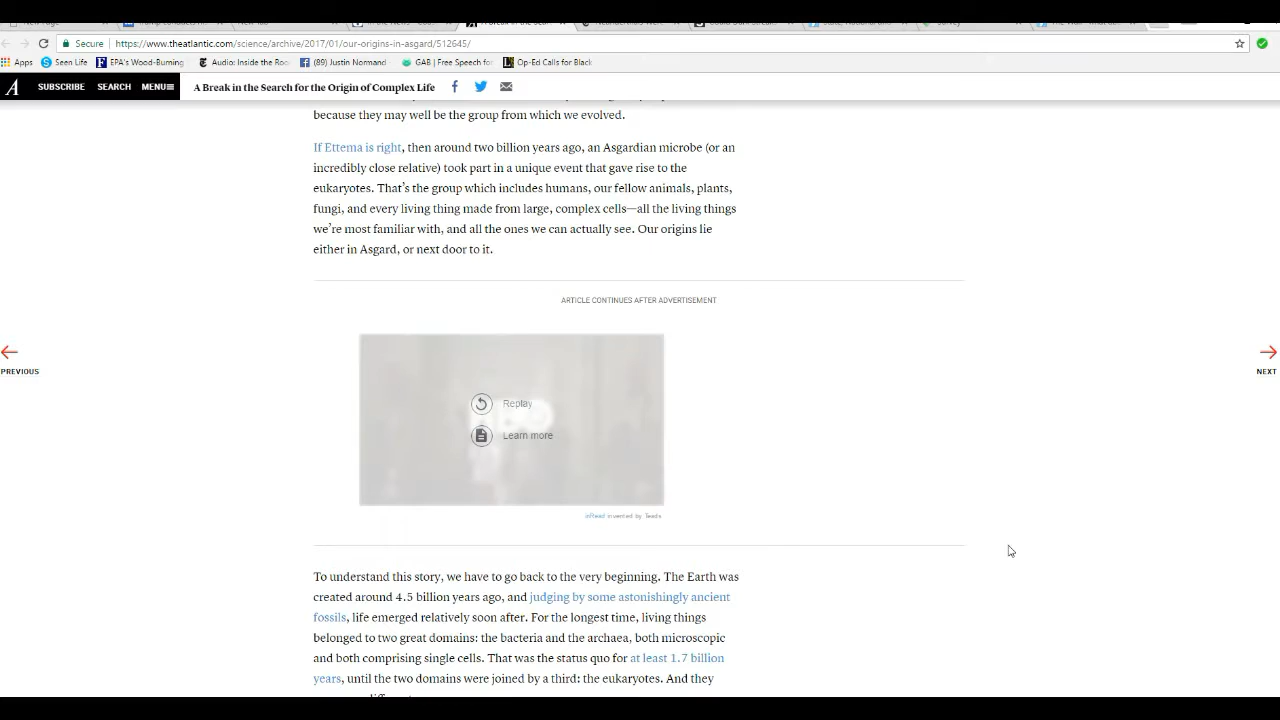 Secure
https://www.theatlantic.com/science/archive/2017/01/our-origins-in-asgard/512645/
Apps Seen Life EPA's Wood-Burning Audio: Inside the Roo (89) Justin Normand GAB | Free Speech fo Op-Ed Calls for Black
A SUBSCRIBE SEARCH MENU A Break in the Search for the Origin of Complex Life
because they may well be the group from which we evolved.
If Ettema is right, then around two billion years ago, an Asgardian microbe (or an
incredibly close relative) took part in a unique event that gave rise to the
eukaryotes. That's the group which includes humans, our fellow animals, plants,
fungi, and every living thing made from large, complex cells—all the living things
we're most familiar with, and all the ones we can actually see. Our origins lie
either in Asgard, or next door to it.
ARTICLE CONTINUES AFTER ADVERTISEMENT
PREVIOUS
NEXT
Replay
Learn more
inRead invented by Teads
To understand this story, we have to go back to the very beginning. The Earth was
created around 4.5 billion years ago, and judging by some astonishingly ancient
fossils, life emerged relatively soon after. For the longest time, living things
belonged to two great domains: the bacteria and the archaea, both microscopic
and both comprising single cells. That was the status quo for at least 1.7 billion
years, until the two domains were joined by a third: the eukaryotes. And they